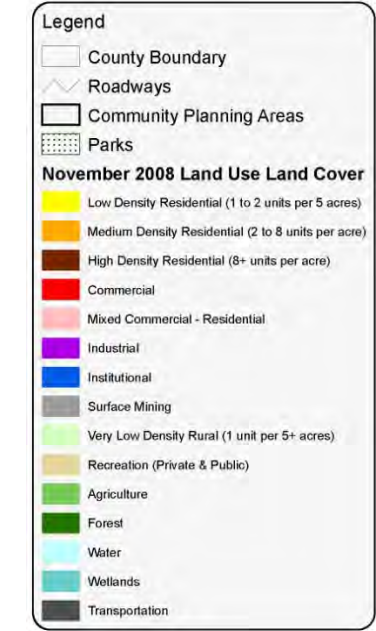 Legend
County Boundary
Roadways
Community Planning Areas
Parks
November 2008 Land Use Land Cover
Low Density Residential (1 to 2 units per 5 acres)
Medium Density Residential (2 to 8 units per acre)
High Density Residential (8+ units per acre)
Commercial
Mixed Commercial - Residential
Industrial
Institutional
Surface Mining
Very Low Density Rural (1 unit per 5+ acres)
Recreation (Private & Public)
Agriculture
Forest
Water
Wetlands
Transportation